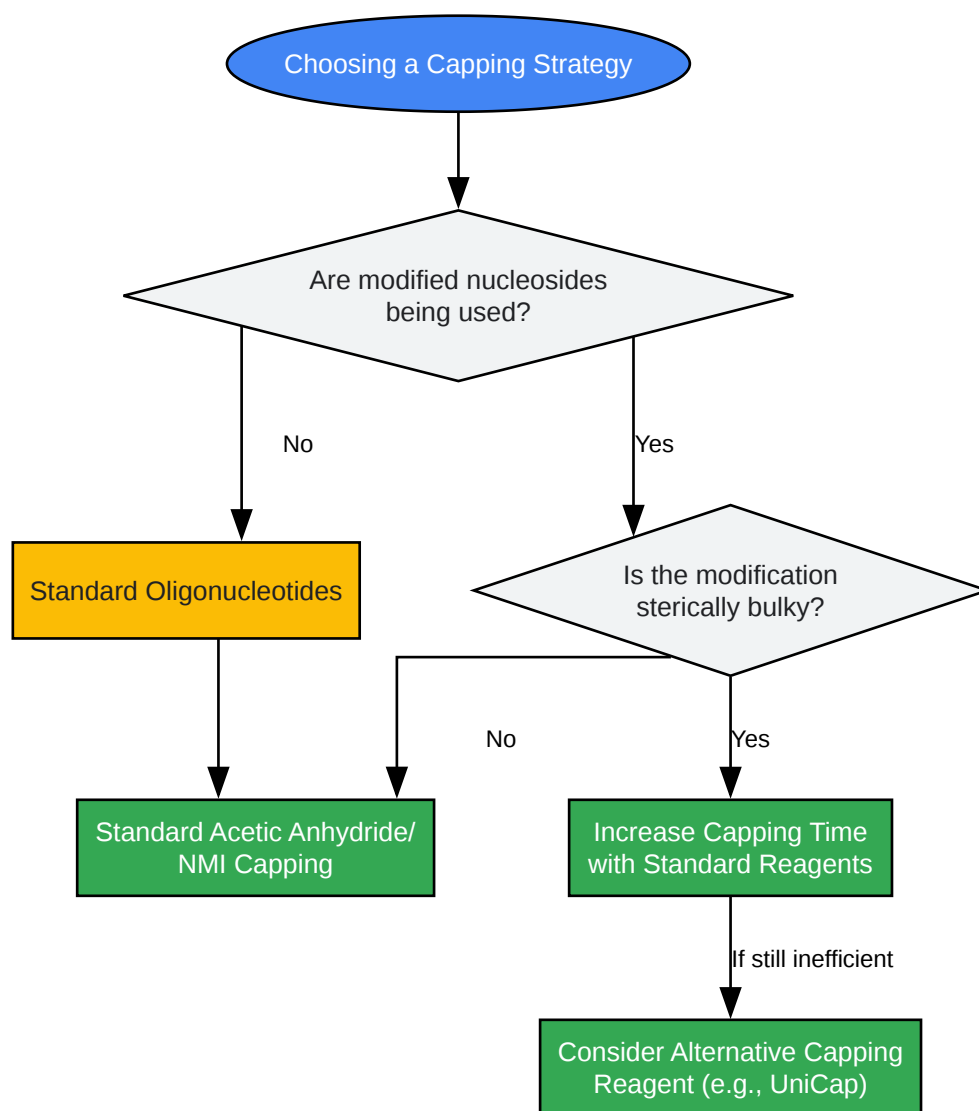 Choosing a Capping Strategy
Are modified nucleosides
being used?
No
Yes
Standard Oligonucleotides
Is the modification
sterically bulky?
No
Yes
Standard Acetic Anhydride/
NMI Capping
Increase Capping Time
with Standard Reagents
If still inefficient
Consider Alternative Capping
Reagent (e.g., UniCap)